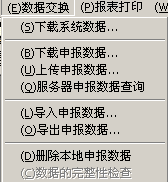 (E)数据交换 (P)报表打印 (W)
(S)下载系统数据...
(B)下载申报数据...
(U)上传申报数据...
(Q)服务器申报数据查询
(L)导入申报数据...
(O)导出申报数据...
(D)删除本地申报数据
(C)数据的完整性检查